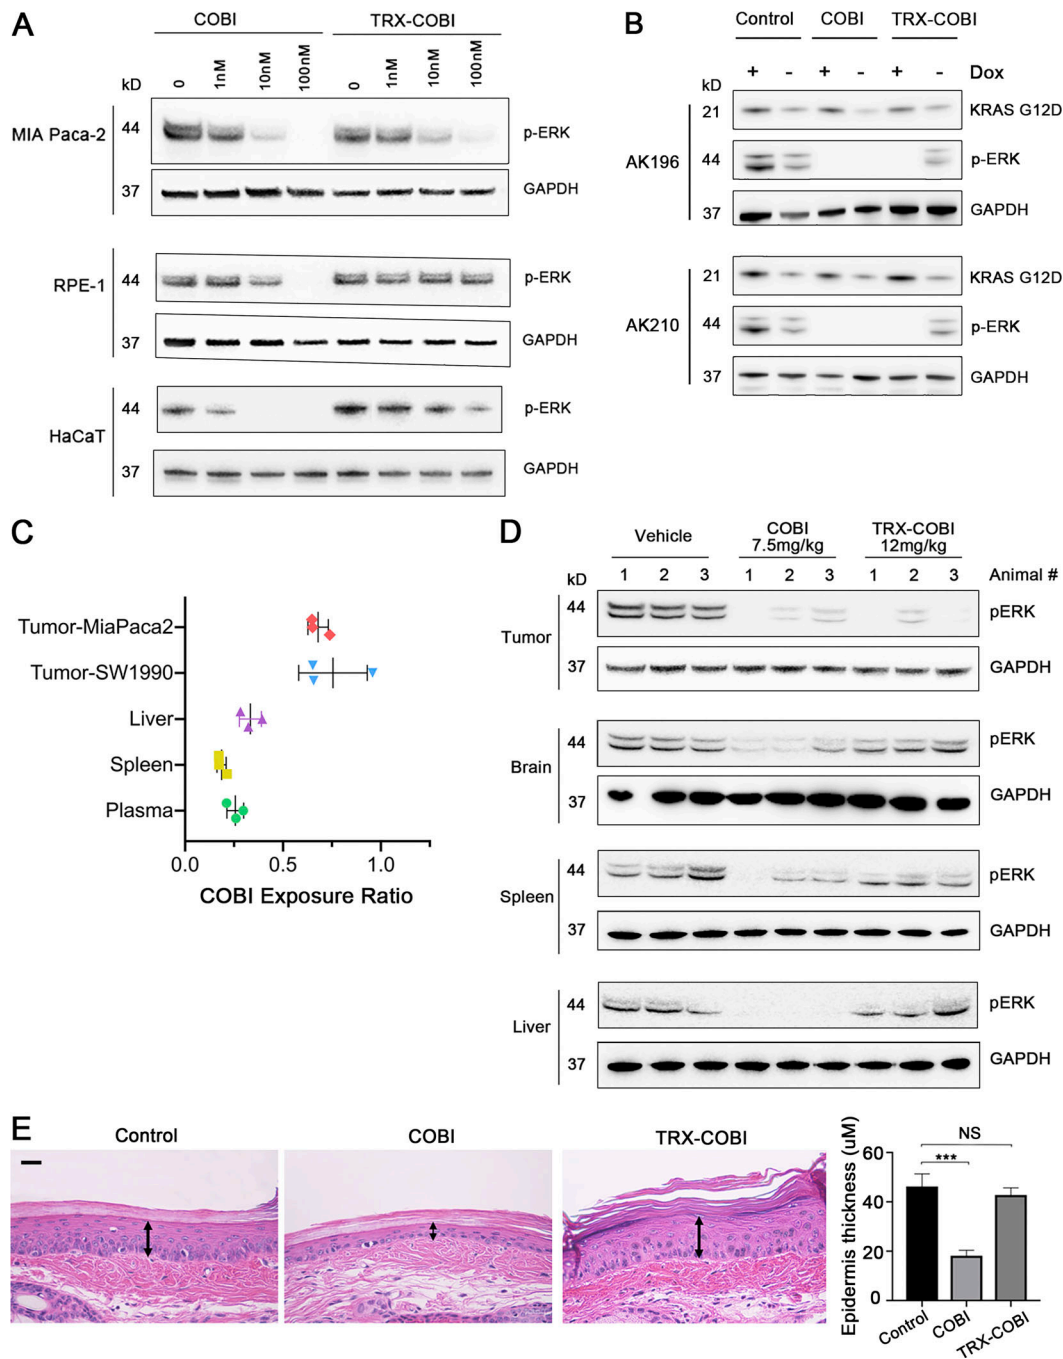 A
COBI TRX-COBI
kD 0 1nM 10nM 100nM 0 1nM 10nM 100nM
MIA Paca-2 44 p-ERK
37 GAPDH
RPE-1 44 p-ERK
37 GAPDH
HaCaT 44 p-ERK
37 GAPDH
B
Control COBI TRX-COBI
kD + - + - + - Dox
AK196 21 KRAS G12D
44 p-ERK
37 GAPDH
AK210 21 KRAS G12D
44 p-ERK
37 GAPDH
C
Tumor-MiaPaca2
Tumor-SW1990
Liver
Spleen
Plasma
0.0 0.5 1.0
COBI Exposure Ratio
D
Vehicle COBI TRX-COBI
7.5mg/kg 12mg/kg
kD 1 2 3 1 2 3 1 2 3 Animal #
Tumor 44 pERK
37 GAPDH
Brain 44 pERK
37 GAPDH
Spleen 44 pERK
37 GAPDH
Liver 44 pERK
37 GAPDH
E
Control COBI TRX-COBI
Epidermis thickness (uM)
60
40
20
0
NS
***
Control COBI TRX-COBI